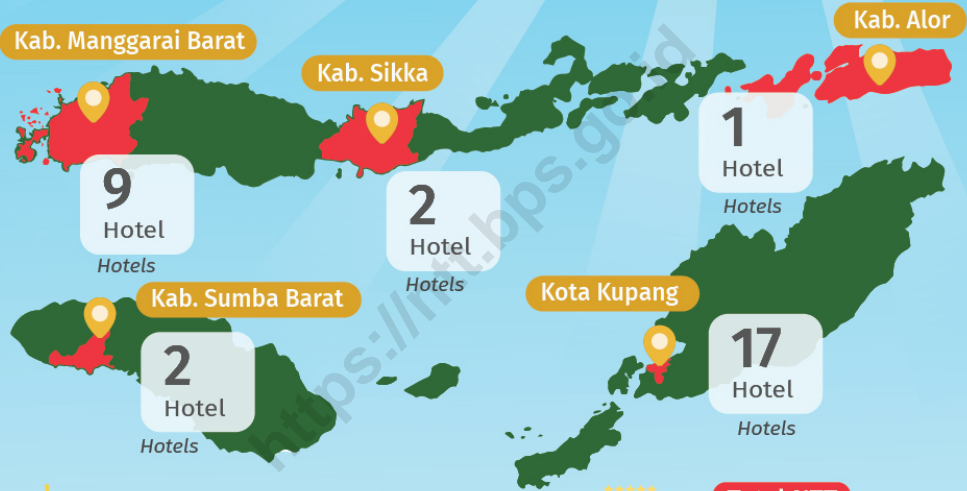 Kab. Alor
Kab. Manggarai Barat
Kab. Sikka
1
Hotel
Hotels
9
Hotel
Hotels
2
Hotel
Hotels
Kab. Sumba Barat
Kota Kupang
2
Hotel
Hotels
17
Hotel
Hotels
https://ntt.bps.go.id